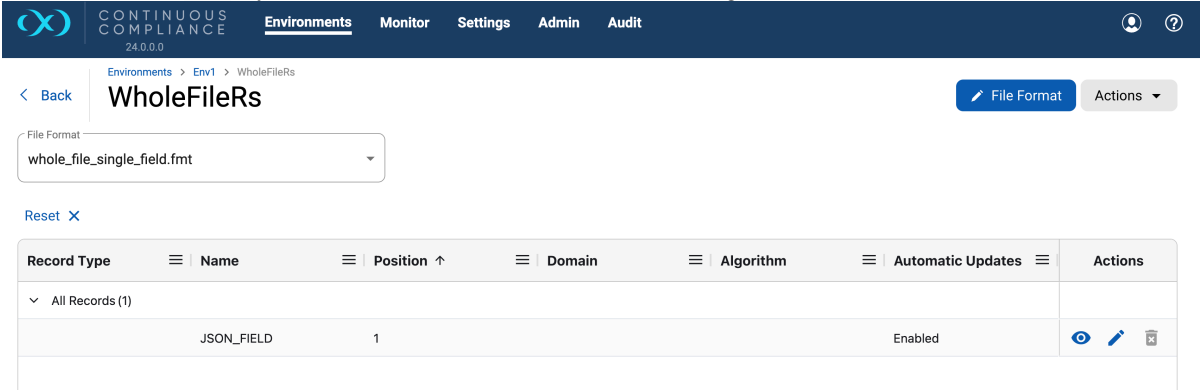 CONTINUOUS
COMPLIANCE
24.0.0.0
Environments Monitor Settings Admin Audit
Environments > Env1 > WholeFileRs
Back
WholeFileRs
File Format
Actions
File Format
whole_file_single_field.fmt
Reset
Record Type Name Position Domain Algorithm Automatic Updates Actions
All Records (1)
JSON_FIELD 1 Enabled